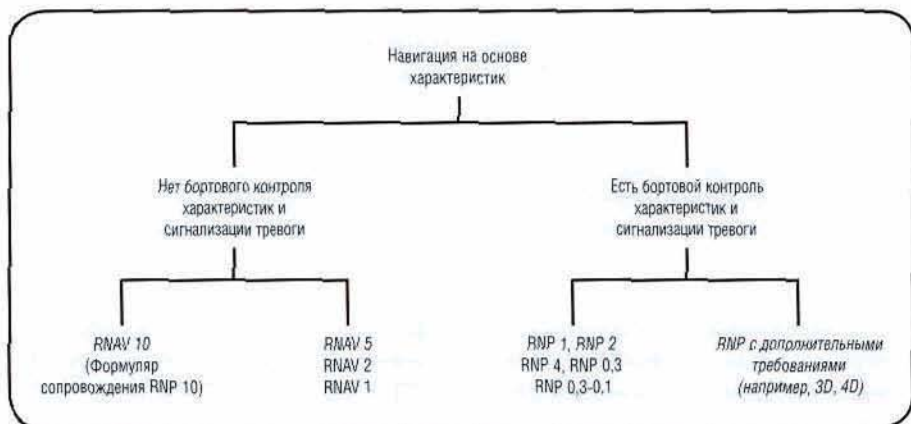 Навигация на основе
характеристик
Нет бортового контроля
характеристик и
сигнализации тревоги
Есть бортовой контроль
характеристик и
сигнализации тревоги
RNAV 10
(Формуляр
сопровождения RNP 10)
RNAV 5
RNAV 2
RNAV 1
RNP 1, RNP 2
RNP 4, RNP 0,3
RNP 0,3-0,1
RNP с дополнительными
требованиями
(например, 3D, 4D)